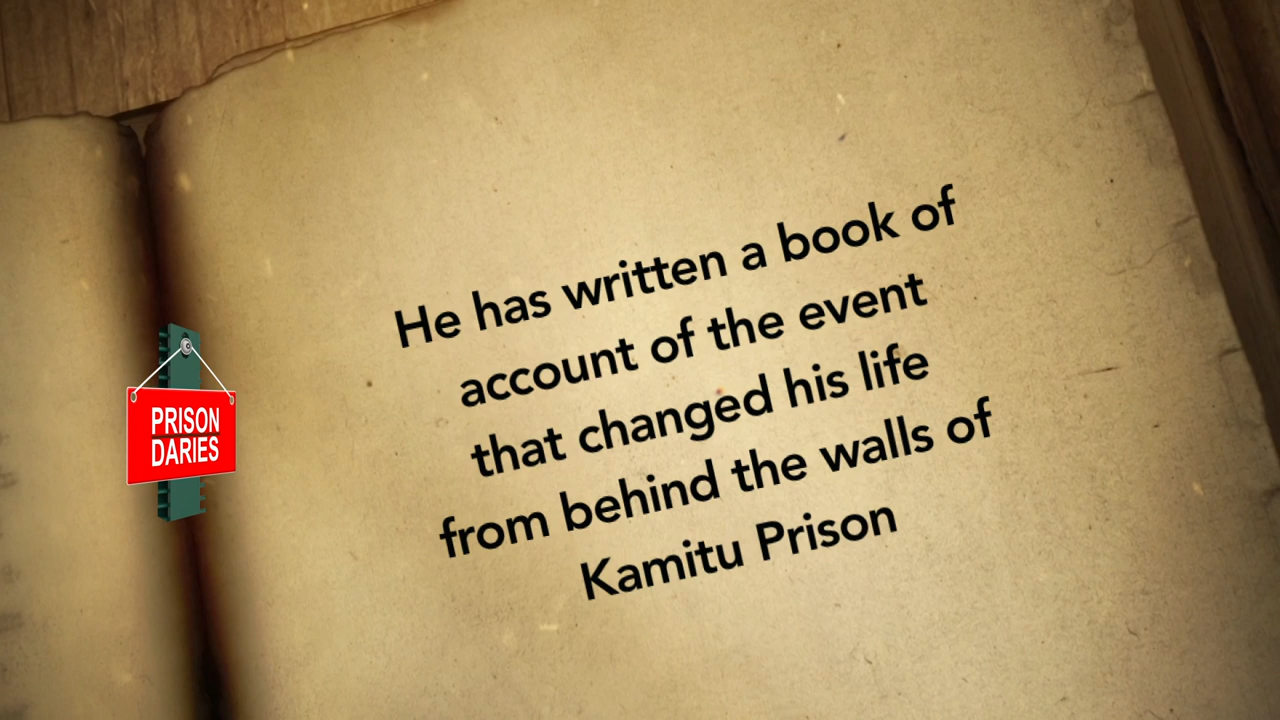 He has written a book of
account of the event
that changed his life
from behind the walls of
Kamitu Prison
PRISON
DARIES